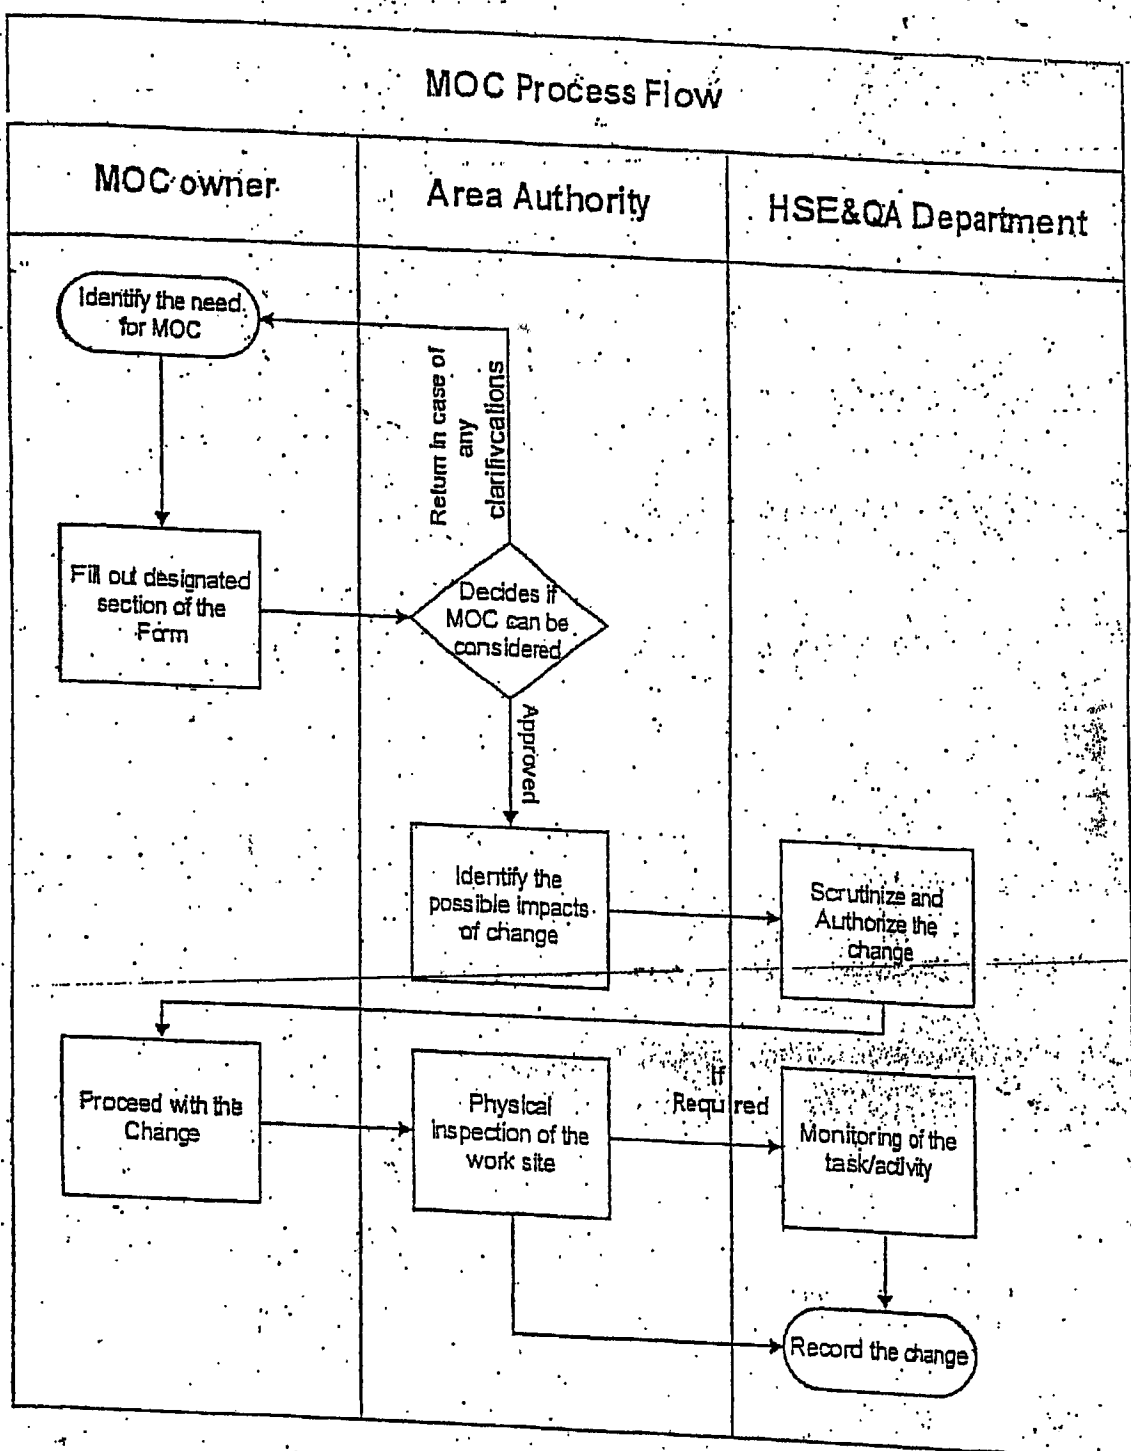 MOC Process Flow
MOC owner
Area Authority
HSE&QA Department
Identify the need
for MOC
Return in case of
any
clarifivcations
Fill out designated
section of the
Form
Decides if
MOC can be
considered
Approved
Identify the
possible impacts
of change
Scrutinize and
Authorize the
change
Proceed with the
Change
Physical
Inspection of the
work site
If
Required
Monitoring of the
task/activity
Record the change